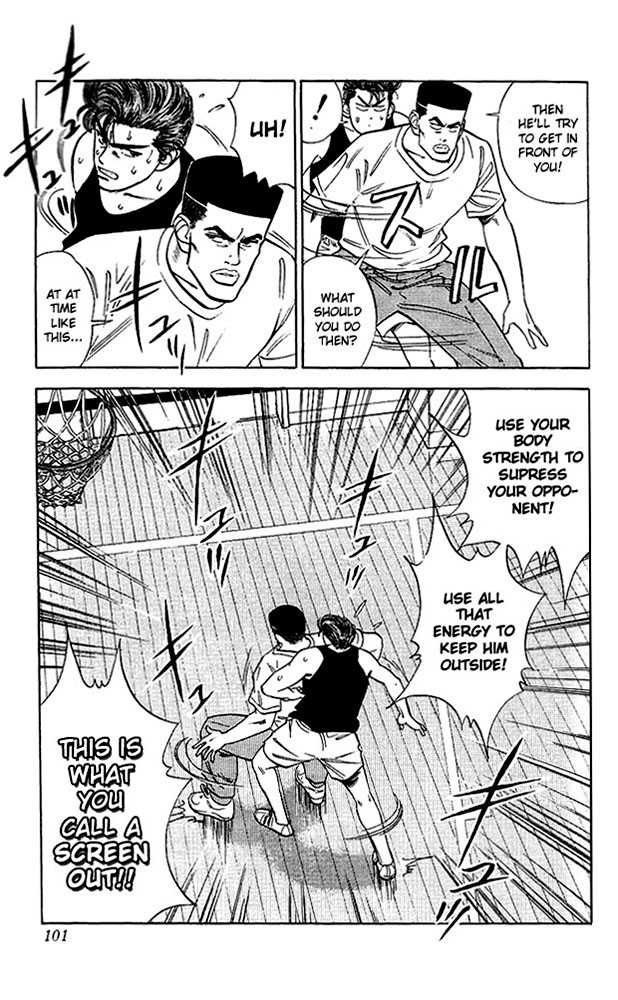 THEN
HE'LL TRY
TO GET IN
FRONT OF
YOU!
!
スル
WHAT
SHOULD
YOU DO
THEN?
UH!
AT AT
TIME
LIKE
THIS...
USE YOUR
BODY
STRENGTH TO
SUPRESS
YOUR OPPO-
NENT!
USE ALL
THAT
ENERGY TO
KEEP HIM
OUTSIDE!
THIS IS
WHAT
YOU
CALL A
SCREEN
OUT!!
101